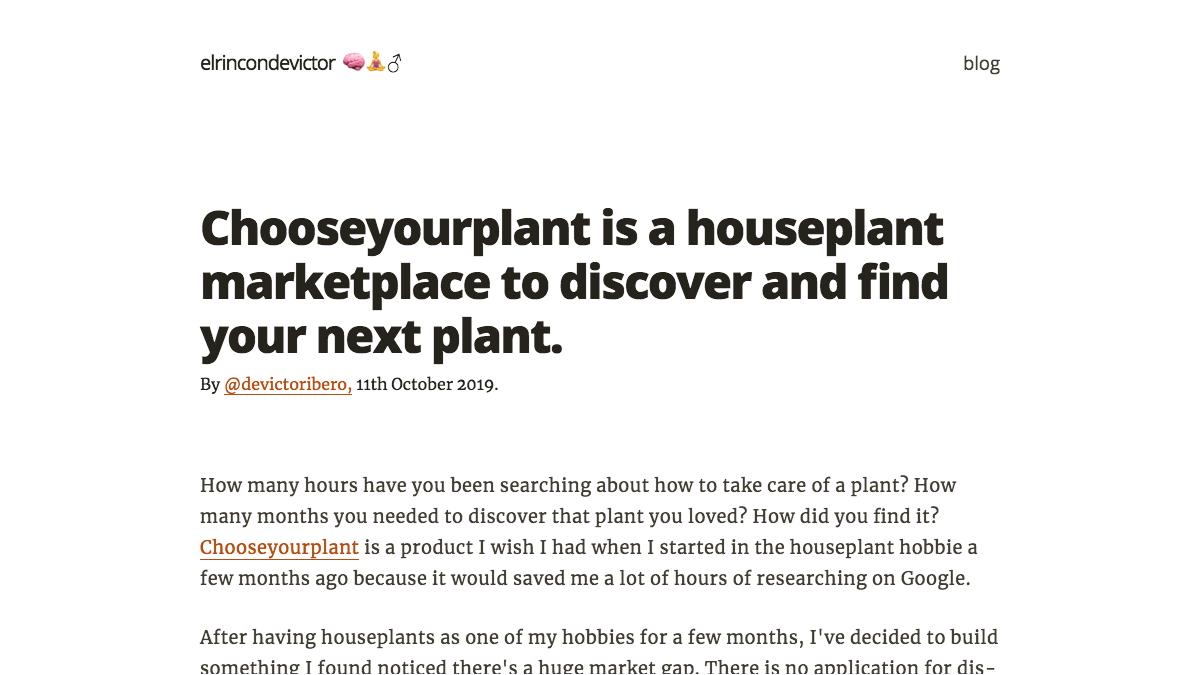 elrincondevictor 🧠🧘♂
blog
Chooseyourplant is a houseplant
marketplace to discover and find
your next plant.
By @devictoribero, 11th October 2019.
How many hours have you been searching about how to take care of a plant? How
many months you needed to discover that plant you loved? How did you find it?
Chooseyourplant is a product I wish I had when I started in the houseplant hobbie a
few months ago because it would saved me a lot of hours of researching on Google.
After having houseplants as one of my hobbies for a few months, I've decided to build
something I found noticed there's a huge market gap. There is no application for dis-